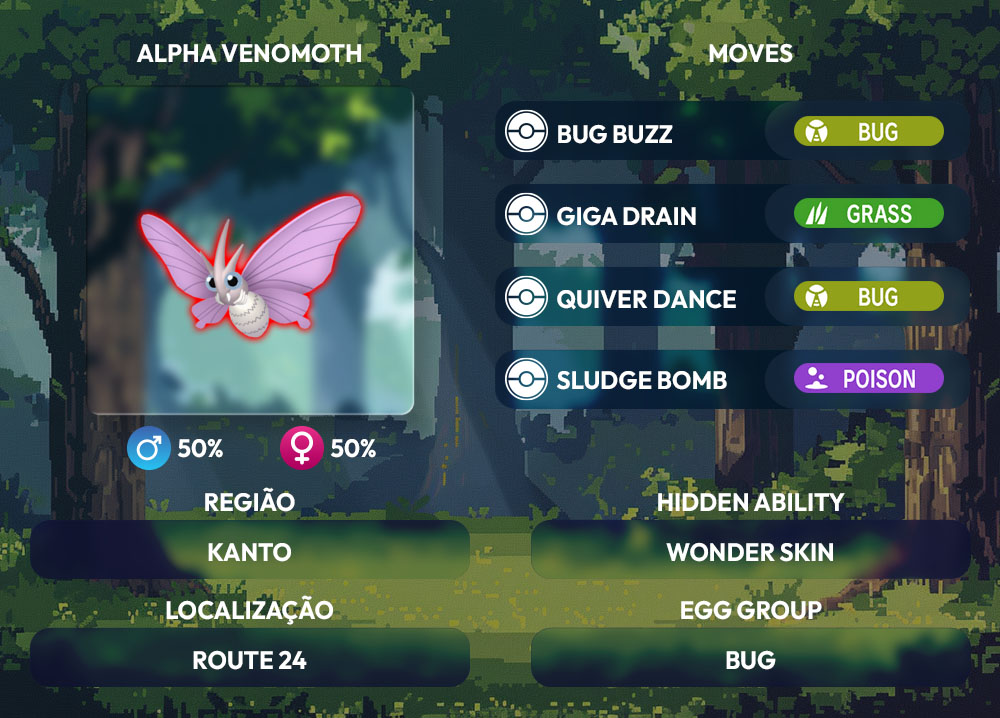 ALPHA VENOMOTH
MOVES
BUG BUZZ
BUG
GIGA DRAIN
GRASS
QUIVER DANCE
BUG
SLUDGE BOMB
POISON
50%
50%
REGIÃO
KANTO
HIDDEN ABILITY
WONDER SKIN
LOCALIZAÇÃO
ROUTE 24
EGG GROUP
BUG